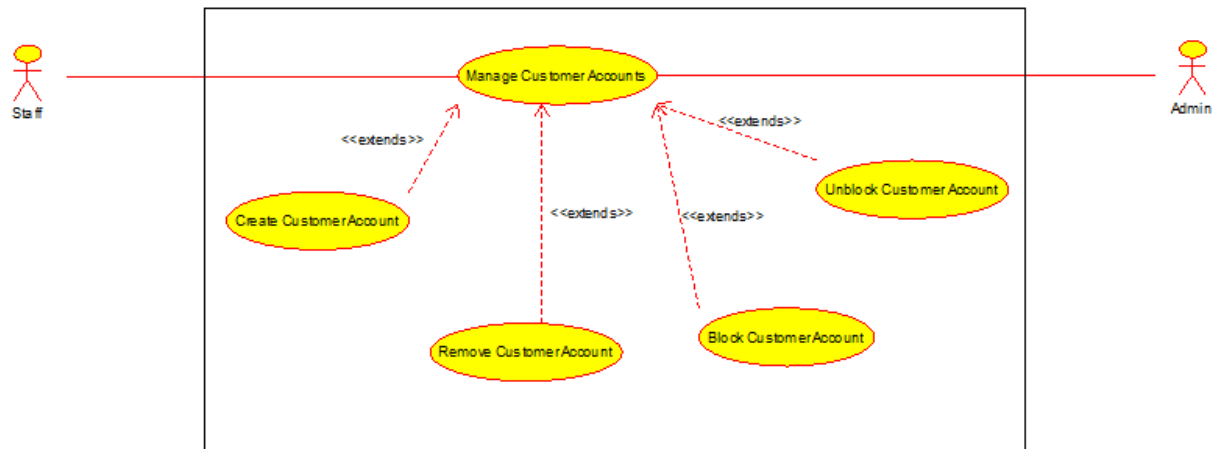 Manage Customer Accounts
Staff
Admin
<<extends>>
<<extends>>
Unblock Customer Account
Create Customer Account
<<extends>>
<<extends>>
Remove Customer Account
Block Customer Account